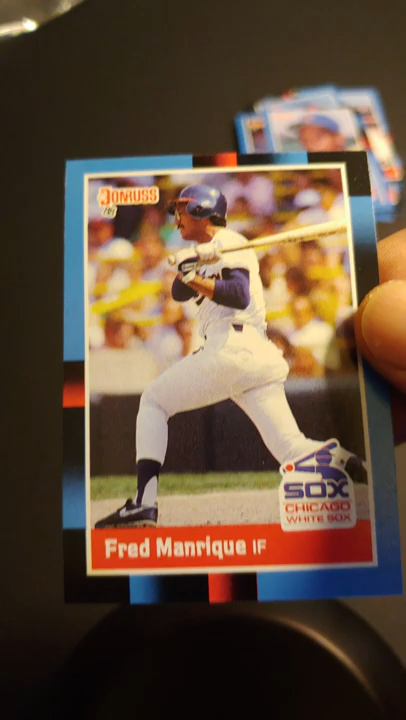 DONRUSS
'88
SOX
CHICAGO
WHITE SOX
Fred Manrique IF